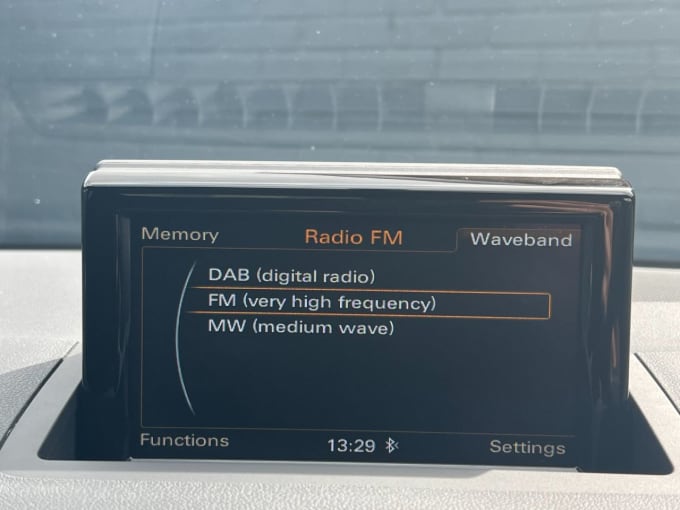 Memory Radio FM Waveband
DAB (digital radio)
FM (very high frequency)
MW (medium wave)
Functions 13:29 Settings